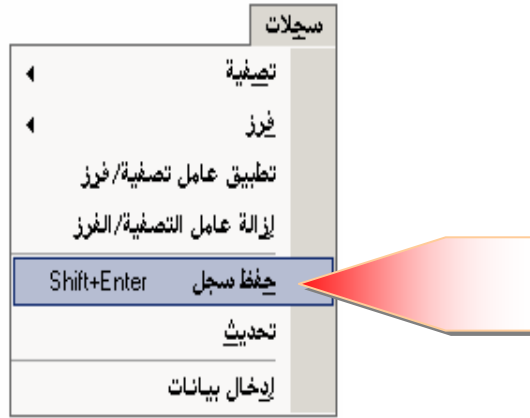 سجلات
تصفية
فرز
تطبيق عامل تصفية/فرز
إزالة عامل التصفية/الفرز
حفظ سجل Shift+Enter
تحديث
إدخال بيانات